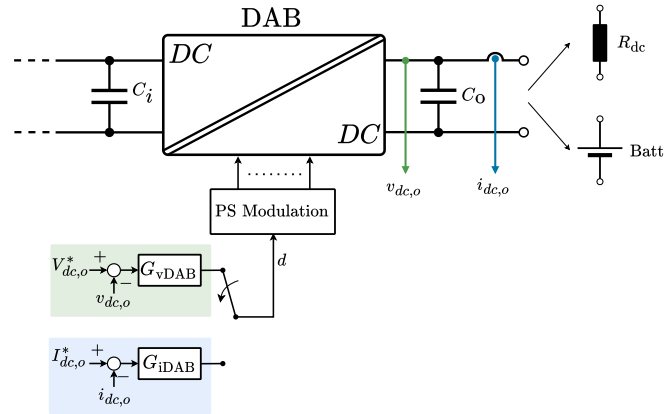 DAB
DC
C_i
DC
C_o
R_dc
Batt
v_dc,o
i_dc,o
PS Modulation
d
V*_dc,o
+
−
G_vDAB
v_dc,o
I*_dc,o
+
−
G_iDAB
i_dc,o